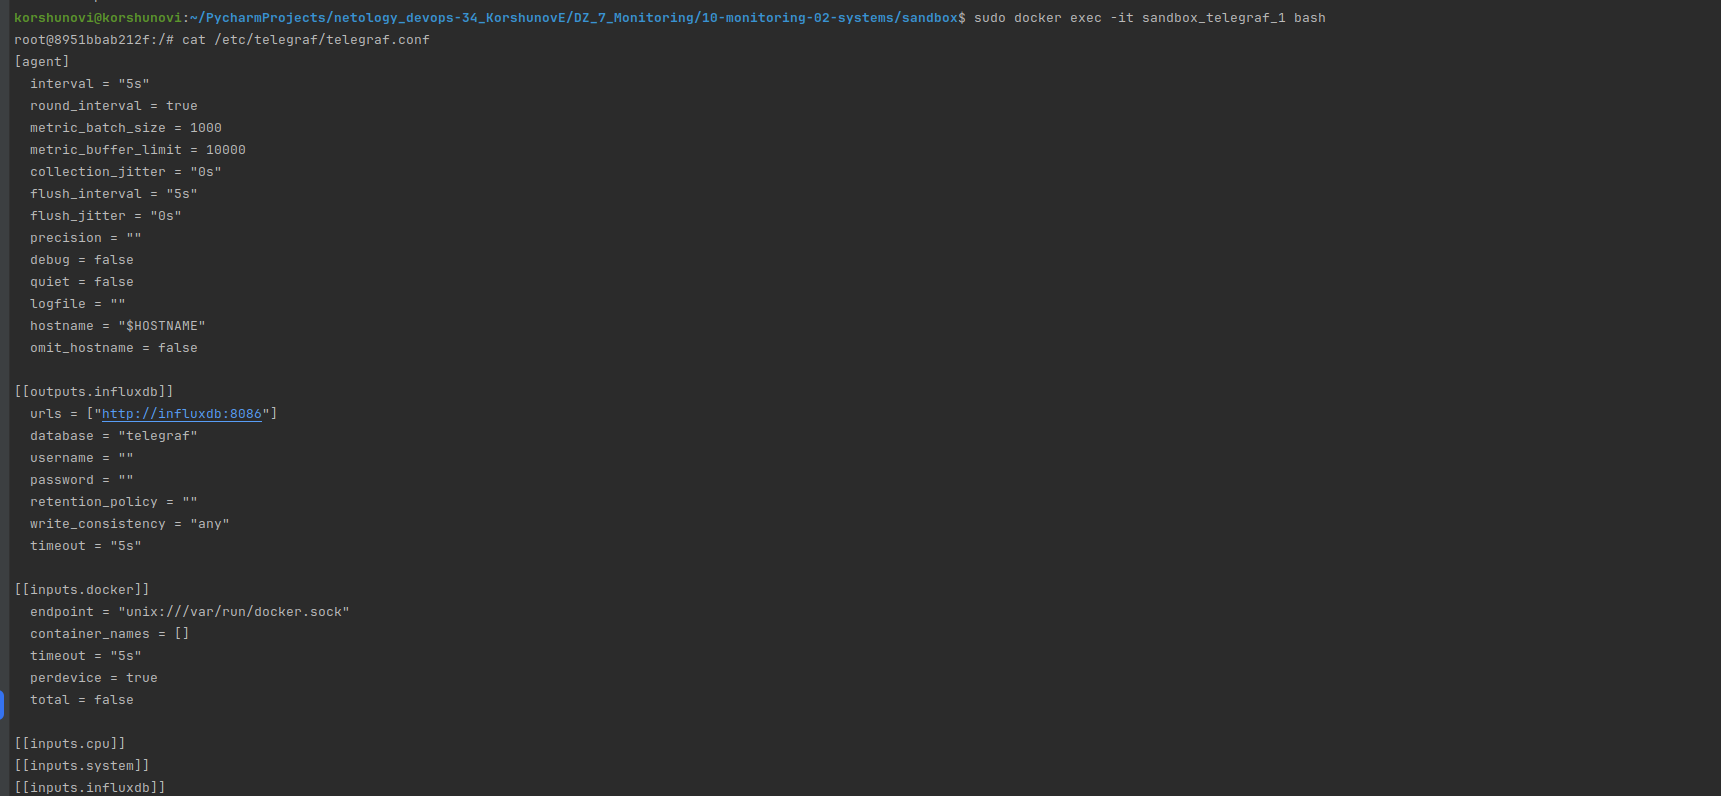 korshunovi@korshunovi:~/PycharmProjects/netology_devops-34_KorshunovE/DZ_7_Monitoring/10-monitoring-02-systems/sandbox$ sudo docker exec -it sandbox_telegraf_1 bash
root@8951bbab212f:/# cat /etc/telegraf/telegraf.conf
[agent]
  interval = "5s"
  round_interval = true
  metric_batch_size = 1000
  metric_buffer_limit = 10000
  collection_jitter = "0s"
  flush_interval = "5s"
  flush_jitter = "0s"
  precision = ""
  debug = false
  quiet = false
  logfile = ""
  hostname = "$HOSTNAME"
  omit_hostname = false

[[outputs.influxdb]]
  urls = ["http://influxdb:8086"]
  database = "telegraf"
  username = ""
  password = ""
  retention_policy = ""
  write_consistency = "any"
  timeout = "5s"

[[inputs.docker]]
  endpoint = "unix:///var/run/docker.sock"
  container_names = []
  timeout = "5s"
  perdevice = true
  total = false

[[inputs.cpu]]
[[inputs.system]]
[[inputs.influxdb]]